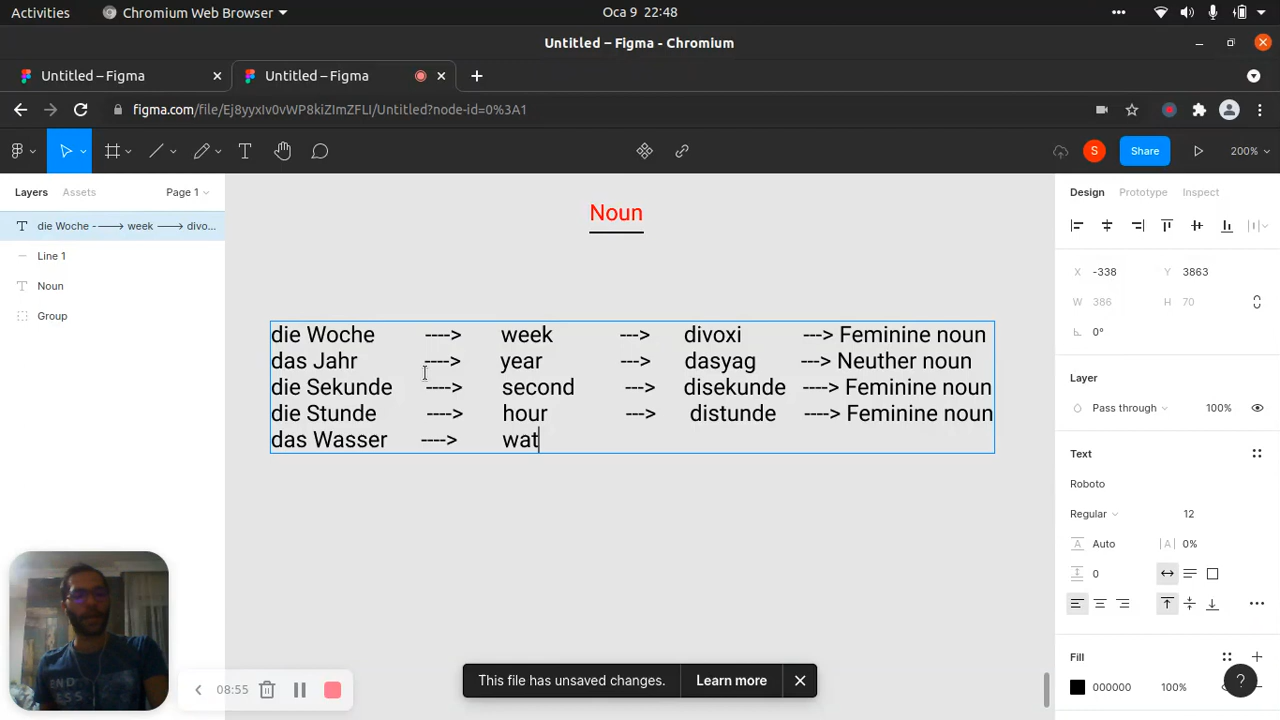 Activities Chromium Web Browser Oca 9 22:48
Untitled – Figma - Chromium
Untitled – Figma Untitled – Figma
figma.com/file/Ej8yyxIv0vWP8kiZImZFLI/Untitled?node-id=0%3A1
S Share 200%
Layers Assets Page 1
die Woche ----> week ---> divo...
Line 1
Noun
Group
Noun
die Woche ----> week ---> divoxi ---> Feminine noun
das Jahr ----> year ---> dasyag ---> Neuther noun
die Sekunde ----> second ---> disekunde ----> Feminine noun
die Stunde ----> hour ---> distunde ----> Feminine noun
das Wasser ----> wat
Design Prototype Inspect
X -338 Y 3863
W 386 H 70
0°
Layer
Pass through 100%
Text
Roboto
Regular 12
A Auto |A| 0%
0
Fill
000000 100%
?
END
LESS
08:55
This file has unsaved changes. Learn more